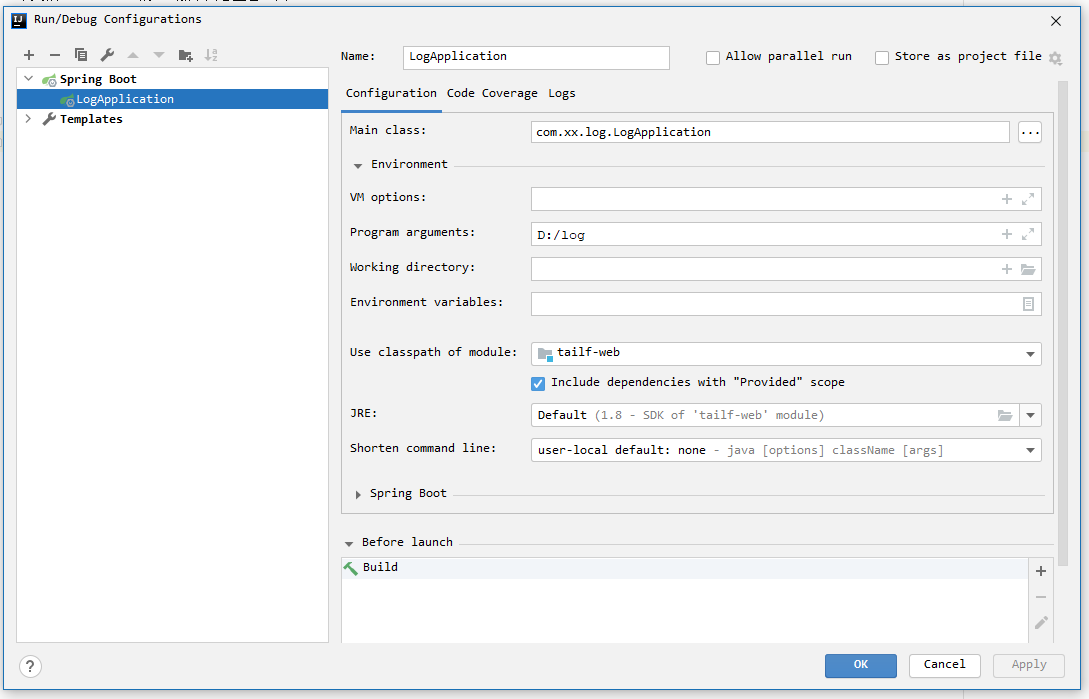 Run/Debug Configurations
Spring Boot
LogApplication
Templates
Name: LogApplication Allow parallel run Store as project file
Configuration Code Coverage Logs
Main class: com.xx.log.LogApplication ...
Environment
VM options:
Program arguments: D:/log
Working directory:
Environment variables:
Use classpath of module: tailf-web
Include dependencies with "Provided" scope
JRE: Default (1.8 - SDK of 'tailf-web' module)
Shorten command line: user-local default: none - java [options] className [args]
Spring Boot
Before launch
Build
? OK Cancel Apply